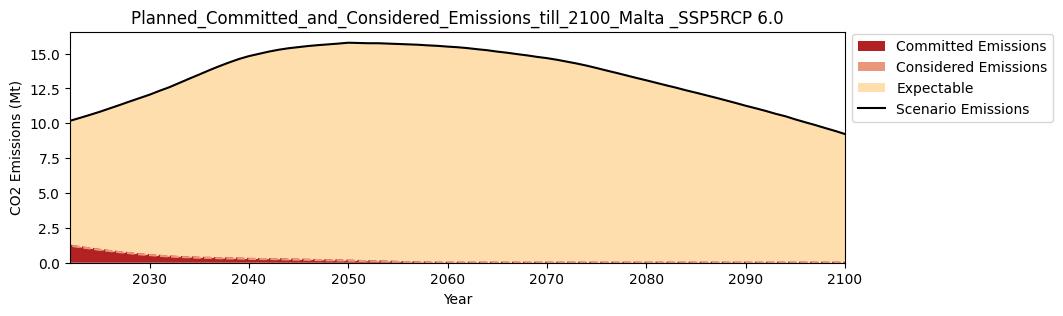 Planned_Committed_and_Considered_Emissions_till_2100_Malta _SSP5RCP 6.0
Committed Emissions
Considered Emissions
Expectable
Scenario Emissions
CO2 Emissions (Mt)
15.0
12.5
10.0
7.5
5.0
2.5
0.0
2030 2040 2050 2060 2070 2080 2090 2100
Year